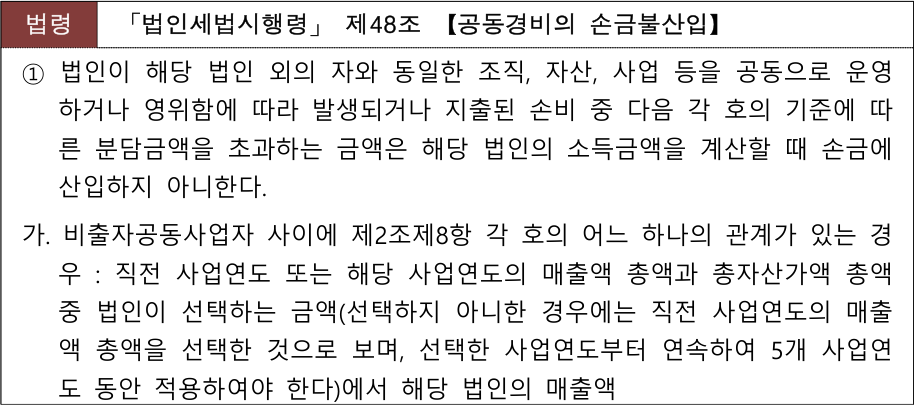 법령 「법인세법시행령」 제48조 【공동경비의 손금불산입】
① 법인이 해당 법인 외의 자와 동일한 조직, 자산, 사업 등을 공동으로 운영
하거나 영위함에 따라 발생되거나 지출된 손비 중 다음 각 호의 기준에 따
른 분담금액을 초과하는 금액은 해당 법인의 소득금액을 계산할 때 손금에
산입하지 아니한다.
가. 비출자공동사업자 사이에 제2조제8항 각 호의 어느 하나의 관계가 있는 경
우 : 직전 사업연도 또는 해당 사업연도의 매출액 총액과 총자산가액 총액
중 법인이 선택하는 금액(선택하지 아니한 경우에는 직전 사업연도의 매출
액 총액을 선택한 것으로 보며, 선택한 사업연도부터 연속하여 5개 사업연
도 동안 적용하여야 한다)에서 해당 법인의 매출액